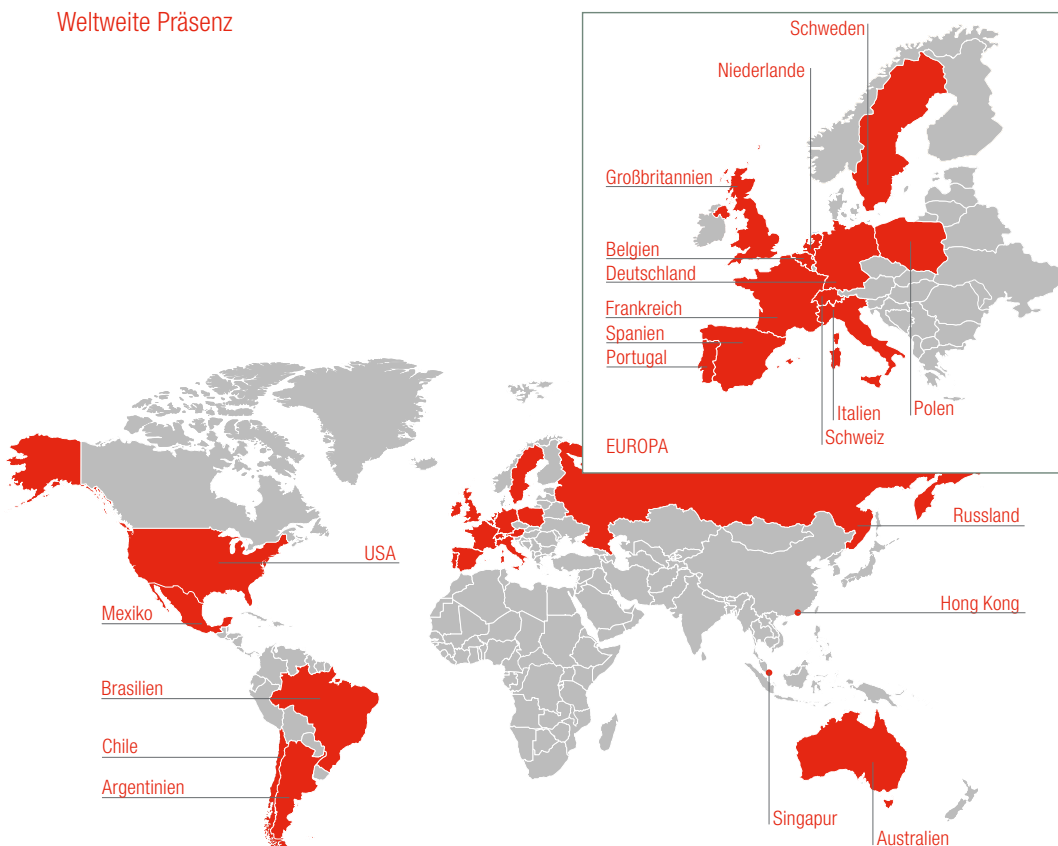 Weltweite Präsenz
Schweden
Niederlande
Großbritannien
Belgien
Deutschland
Frankreich
Spanien
Portugal
Italien
Polen
Schweiz
EUROPA
Russland
USA
Hong Kong
Mexiko
Brasilien
Chile
Argentinien
Singapur
Australien